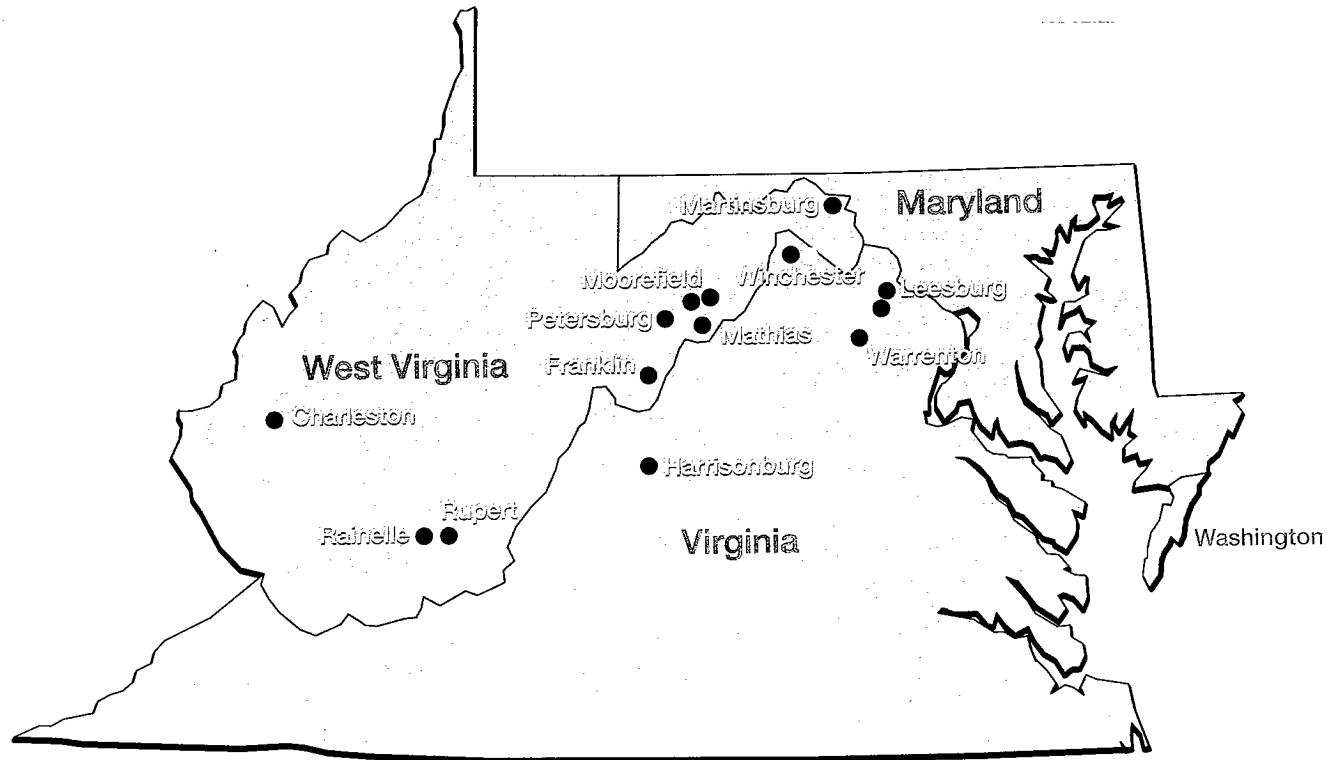 Martinsburg
Maryland
Moorefield
Winchester
Leesburg
Petersburg
Mathias
Warrenton
West Virginia
Franklin
Charleston
Harrisonburg
Rupert
Rainelle
Virginia
Washington